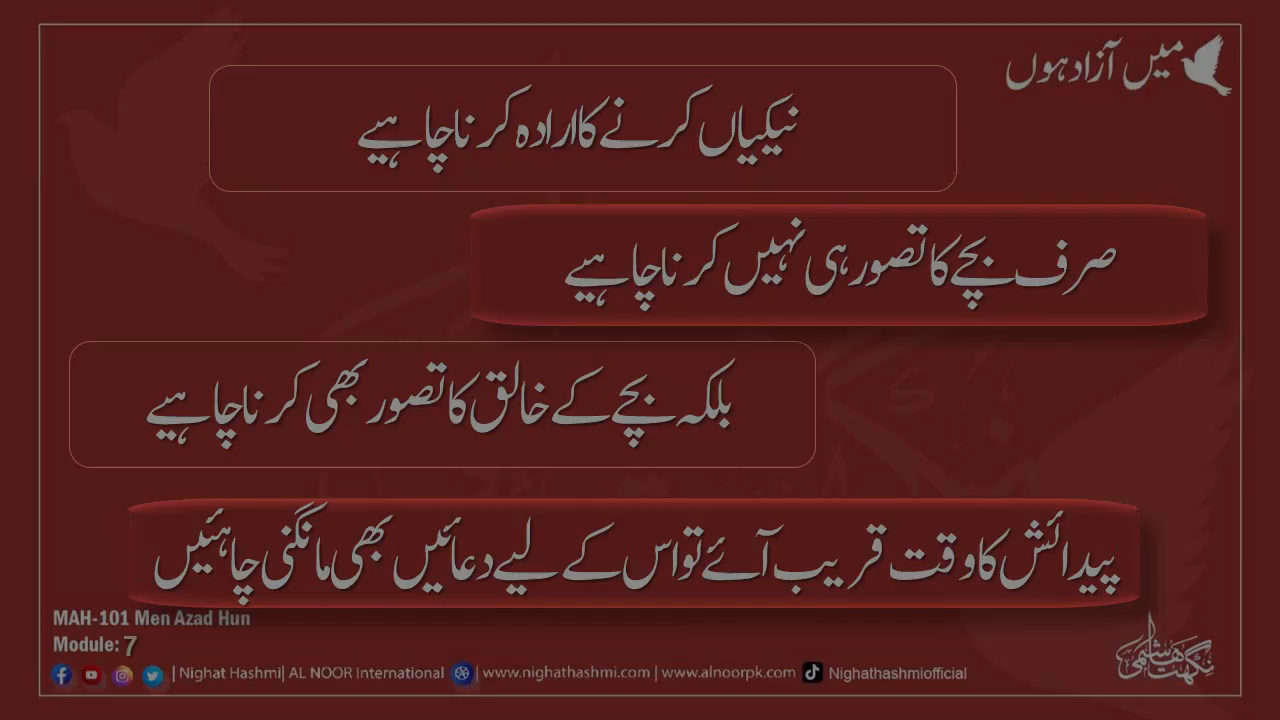 میں آزاد ہوں
نیکیاں کرنے کا ارادہ کرنا چاہیے
صرف بچے کا تصور ہی نہیں کرنا چاہیے
بلکہ بچے کے خالق کا تصور بھی کرنا چاہیے
پیدائش کا وقت قریب آئے تو اس کے لیے دعائیں بھی مانگنی چاہئیں
MAH-101 Men Azad Hun
Module: 7
| Nighat Hashmi| AL NOOR International | www.nighathashmi.com | www.alnoorpk.com Nighathashmiofficial
نگہت ہاشمی